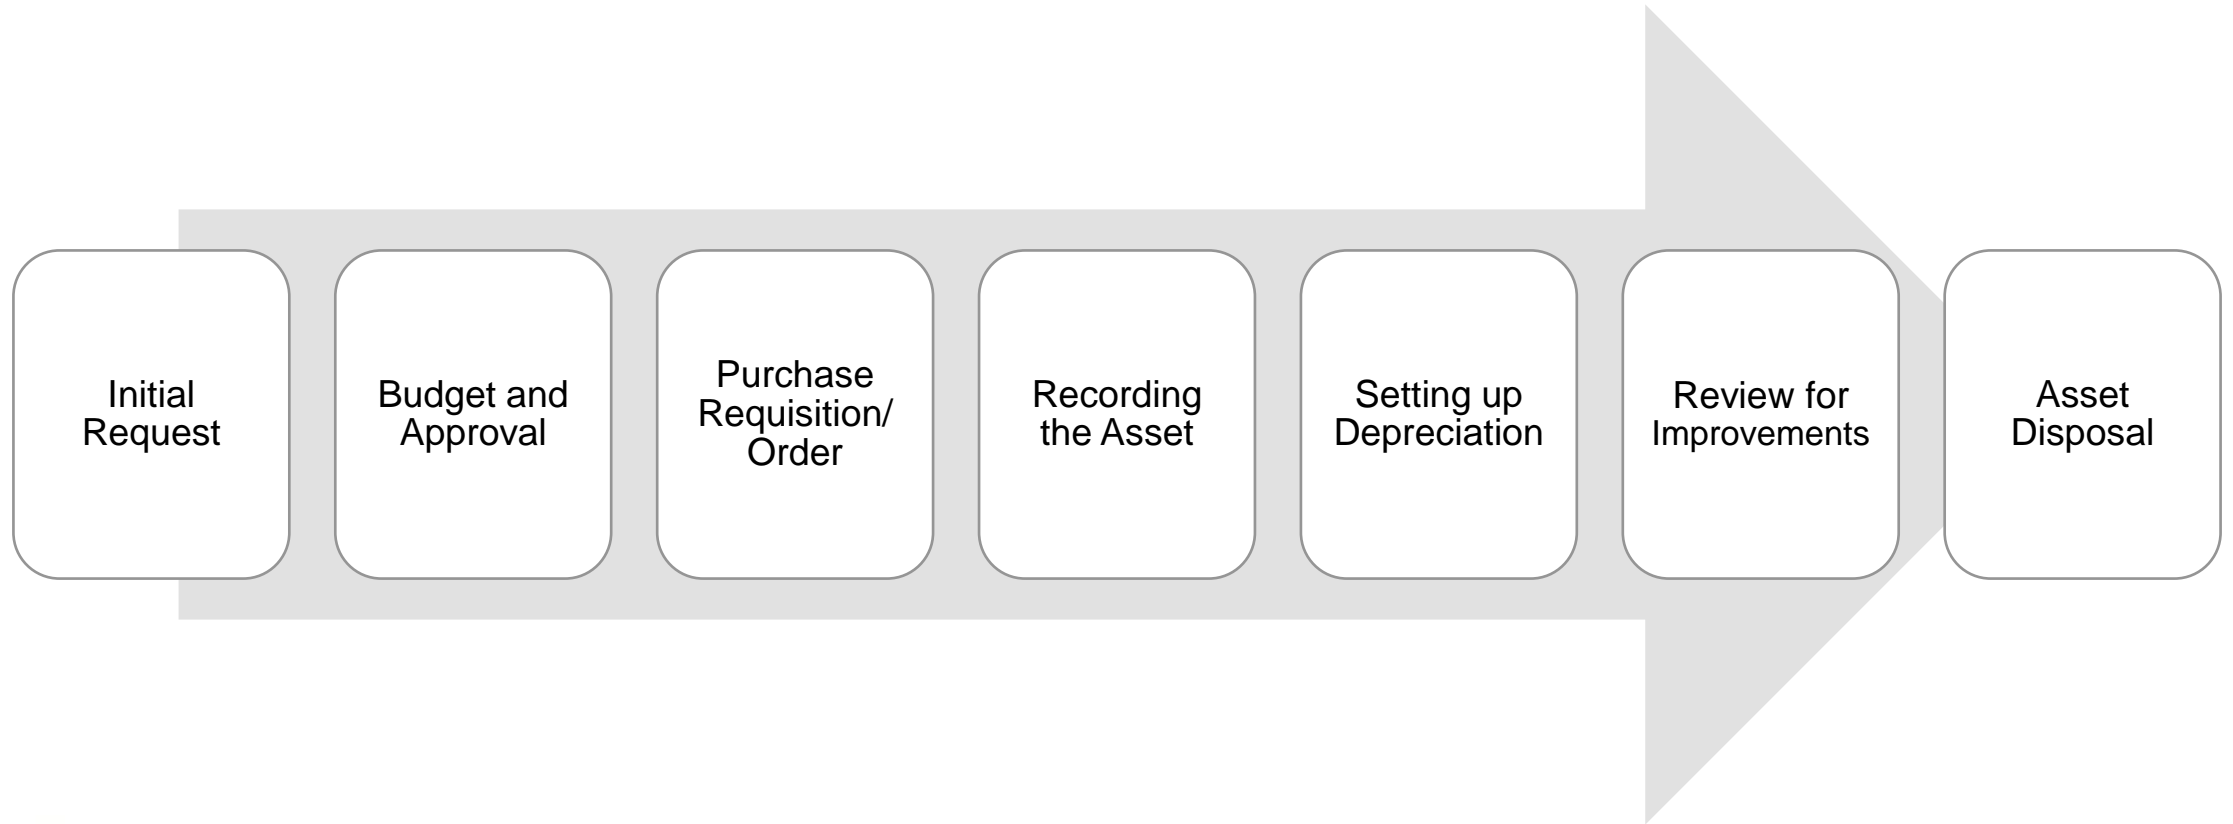 Initial
Request
Budget and
Approval
Purchase
Requisition/
Order
Recording
the Asset
Setting up
Depreciation
Review for
Improvements
Asset
Disposal